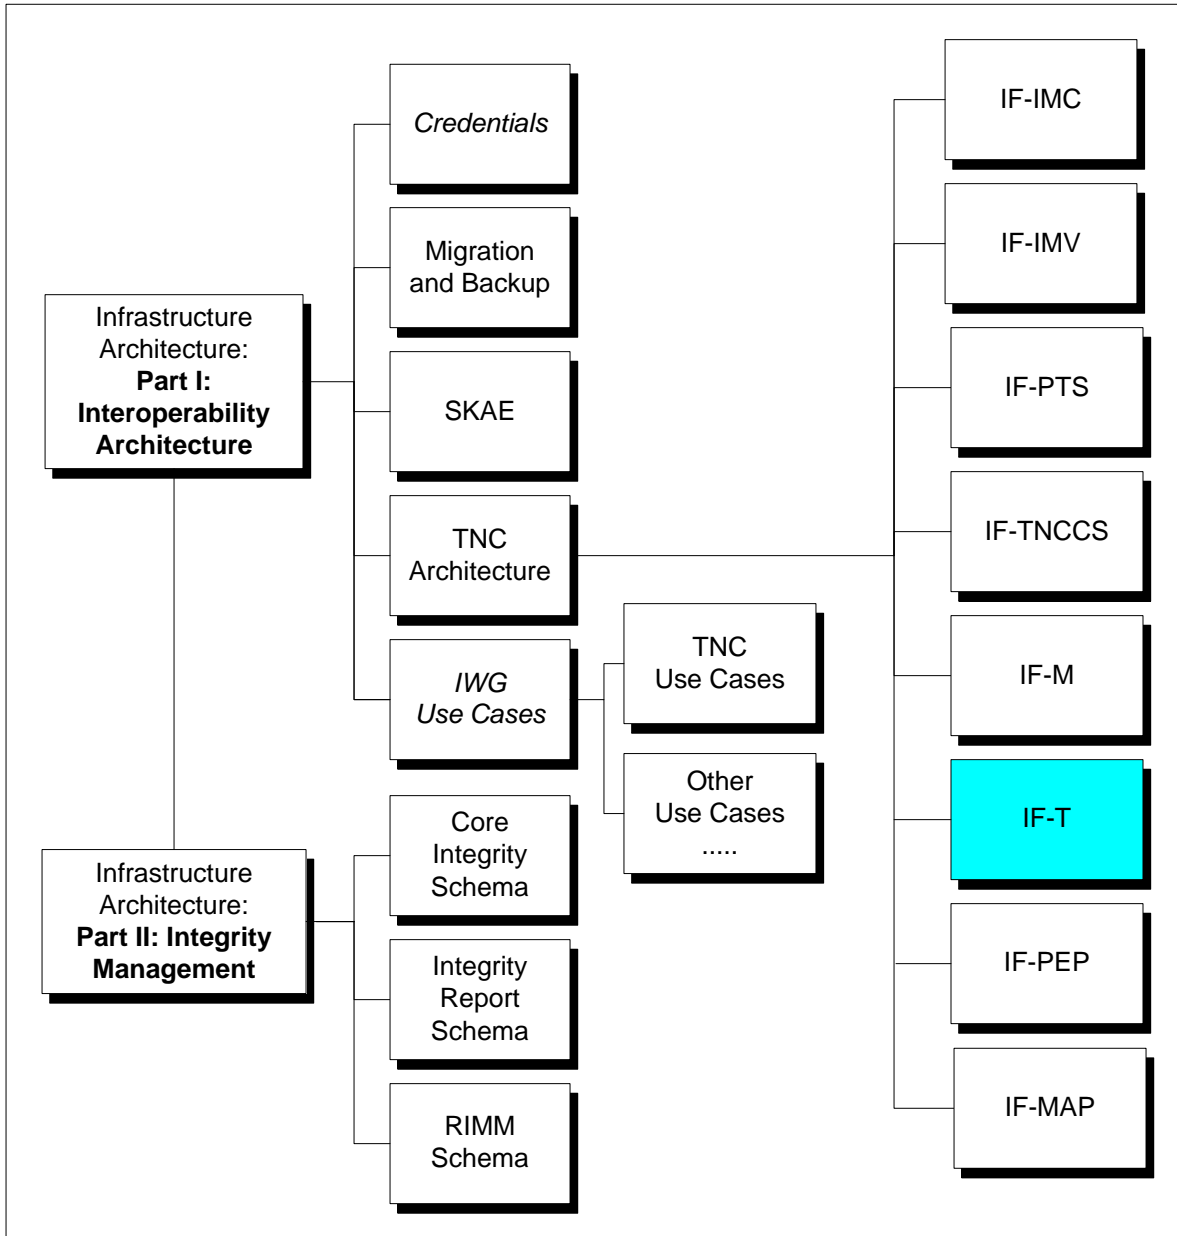 Infrastructure
Architecture:
Part I:
Interoperability
Architecture
Infrastructure
Architecture:
Part II: Integrity
Management
Credentials
Migration
and Backup
SKAE
TNC
Architecture
IWG
Use Cases
Core
Integrity
Schema
Integrity
Report
Schema
RIMM
Schema
TNC
Use Cases
Other
Use Cases
.....
IF-IMC
IF-IMV
IF-PTS
IF-TNCCS
IF-M
IF-T
IF-PEP
IF-MAP